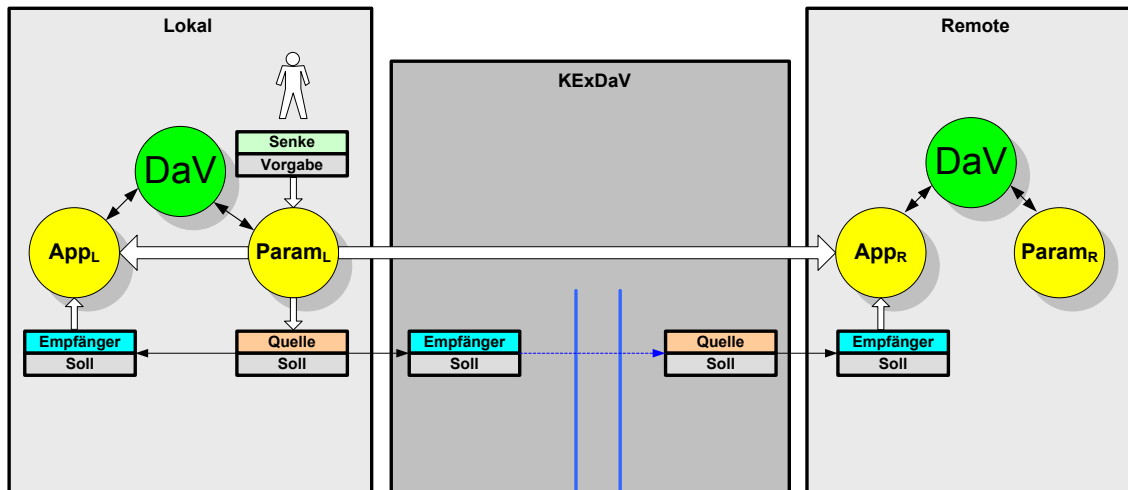 Lokal
KExDaV
Remote
Senke
Vorgabe
DaV
DaV
AppL
ParamL
AppR
ParamR
Empfänger
Soll
Quelle
Soll
Empfänger
Soll
Quelle
Soll
Empfänger
Soll